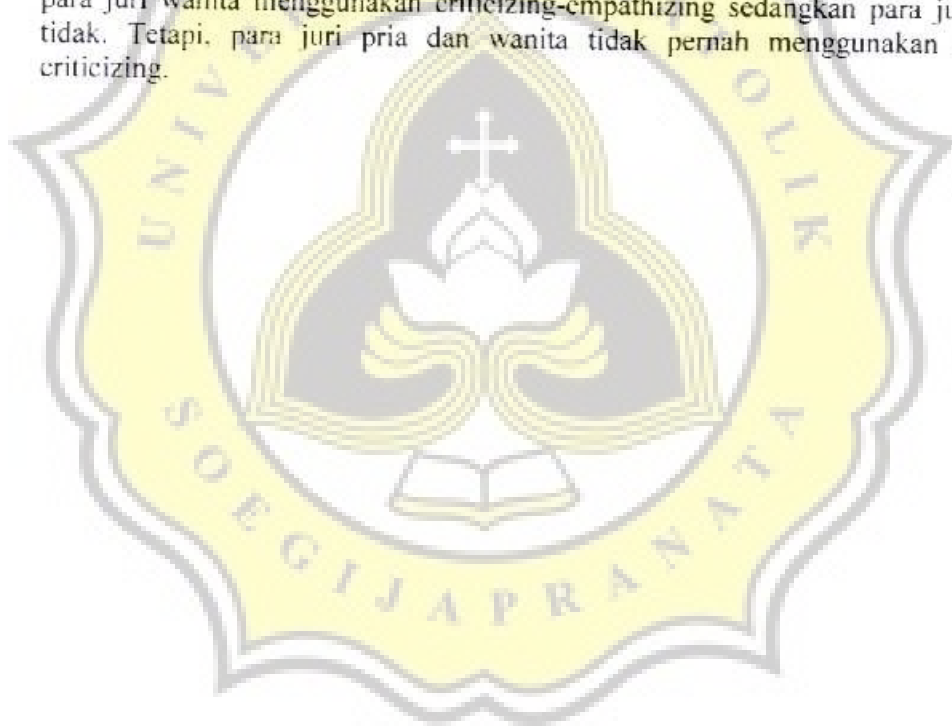 para juri wanita menggunakan criticizing-empathizing sedangkan para
tidak. Tetapi, para juri pria dan wanita tidak pernah menggunakan
criticizing.
SOEGIJAPRANATA